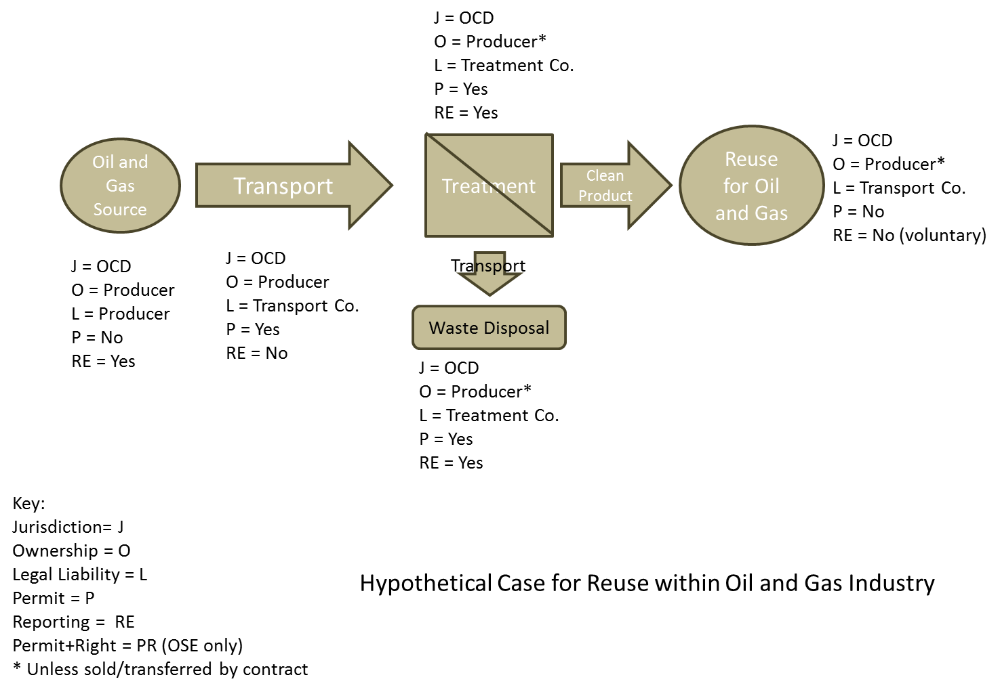 J = OCD
O = Producer*
L = Treatment Co.
P = Yes
RE = Yes
Oil and
Gas
Source
Transport
Treatment
Clean
Product
Reuse
for Oil
and Gas
J = OCD
O = Producer*
L = Transport Co.
P = No
RE = No (voluntary)
J = OCD
O = Producer
L = Producer
P = No
RE = Yes
J = OCD
O = Producer
L = Transport Co.
P = Yes
RE = No
Transport
Waste Disposal
J = OCD
O = Producer*
L = Treatment Co.
P = Yes
RE = Yes
Key:
Jurisdiction= J
Ownership = O
Legal Liability = L
Permit = P
Reporting =  RE
Permit+Right = PR (OSE only)
* Unless sold/transferred by contract
Hypothetical Case for Reuse within Oil and Gas Industry